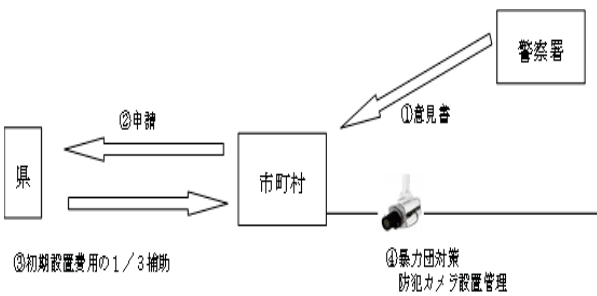 警察署
①意見書
②申請
県
市町村
③初期設置費用の1/3補助
④暴力団対策
防犯カメラ設置管理